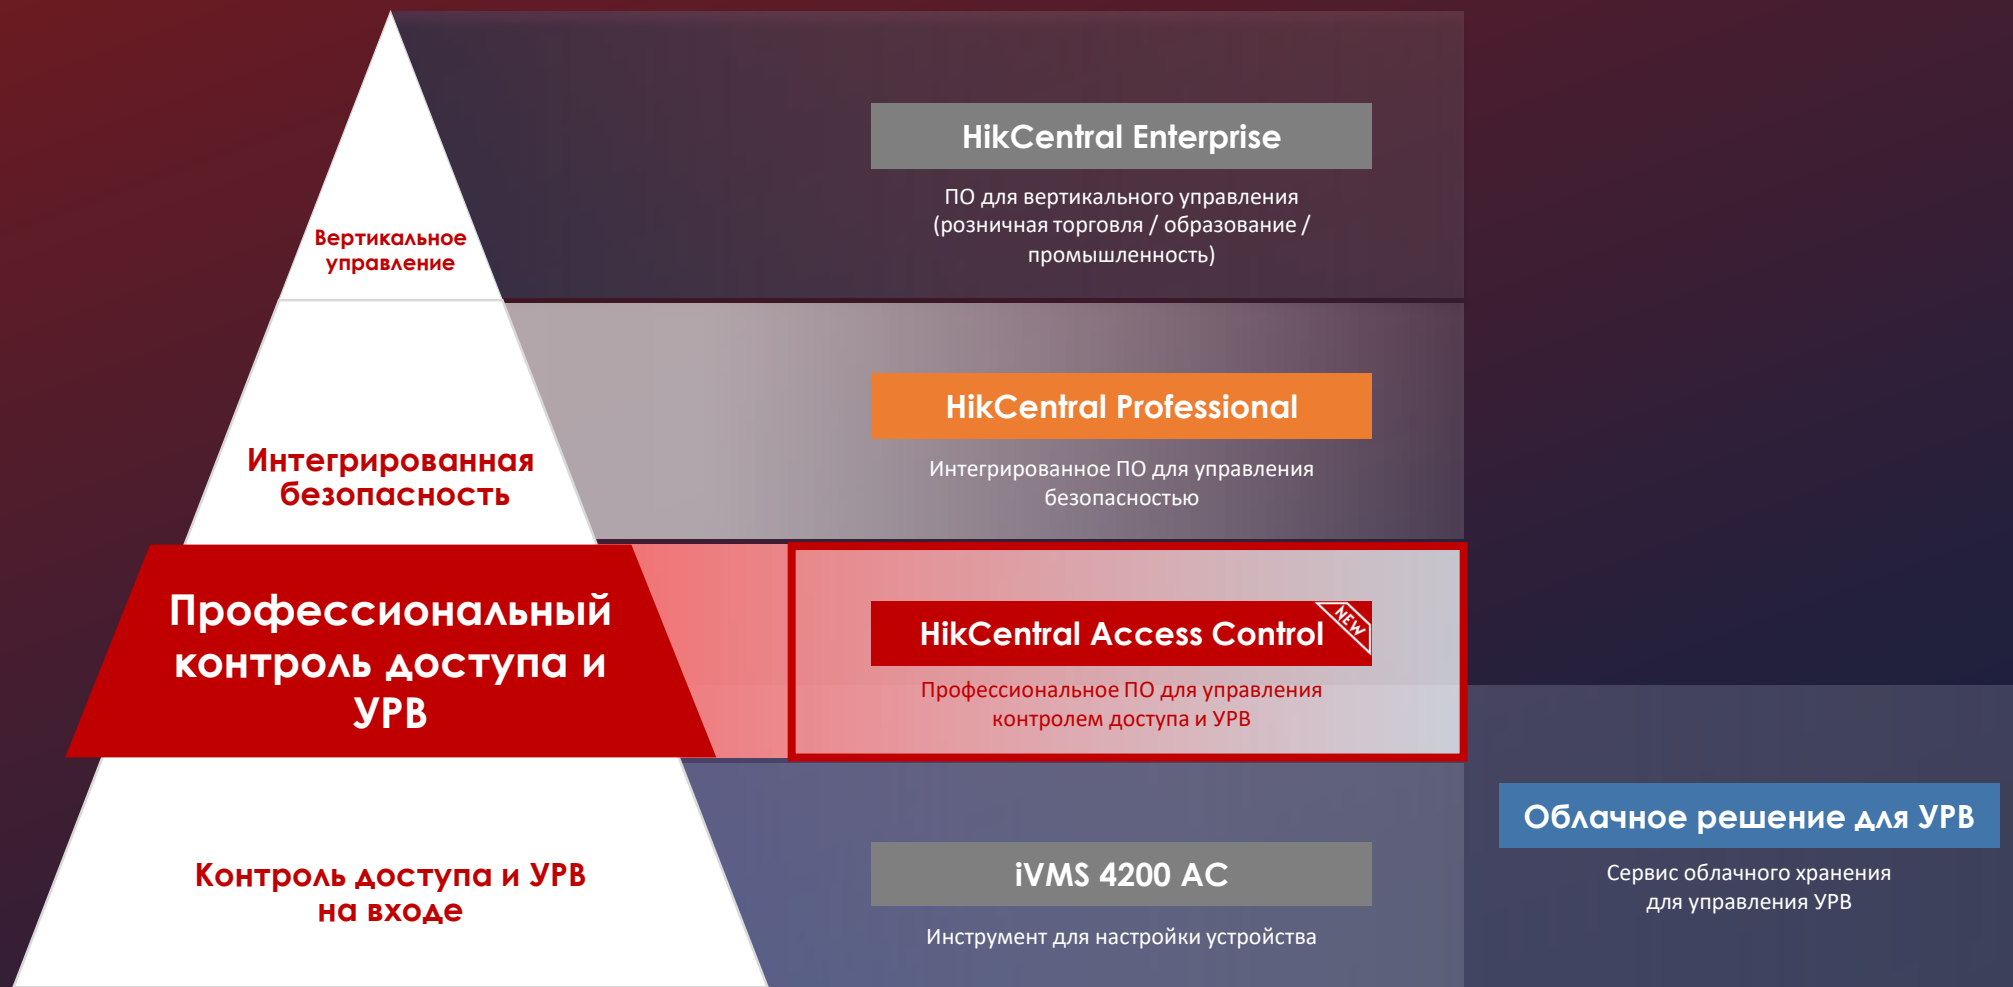 HikCentral Enterprise
ПО для вертикального управления
(розничная торговля / образование /
промышленность)
Вертикальное
управление
HikCentral Professional
Интегрированное ПО для управления
безопасностью
Интегрированная
безопасность
Профессиональный
контроль доступа и
УРВ
HikCentral Access Control
NEW
Профессиональное ПО для управления
контролем доступа и УРВ
Контроль доступа и УРВ
на входе
iVMS 4200 AC
Инструмент для настройки устройства
Облачное решение для УРВ
Сервис облачного хранения
для управления УРВ